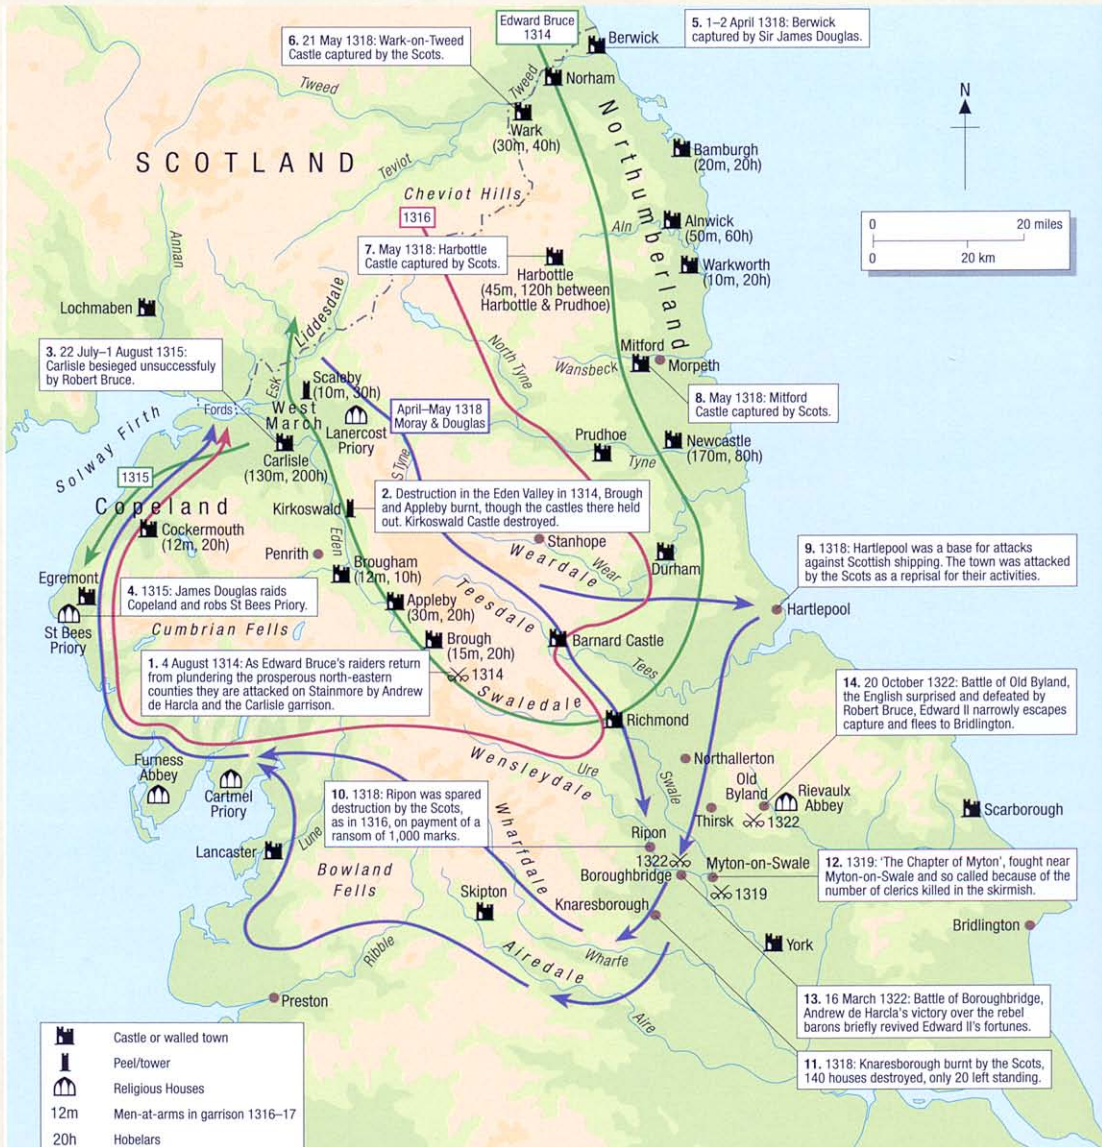 Edward Bruce
1314
5. 1–2 April 1318: Berwick
captured by Sir James Douglas.
6. 21 May 1318: Wark-on-Tweed
Castle captured by the Scots.
Berwick
Tweed
Tweed
Norham
Wark
(30m, 40h)
N
SCOTLAND
Teviot
Northumberland
Bamburgh
(20m, 20h)
Cheviot Hills
1316
Annan
Aln
Alnwick
(50m, 60h)
0 20 miles
0 20 km
7. May 1318: Harbottle
Castle captured by Scots.
Harbottle
(45m, 120h between
Harbottle & Prudhoe)
Warkworth
(10m, 20h)
Lochmaben
Liddesdale
North Tyne
Mitford
Wansbeck
Morpeth
3. 22 July–1 August 1315:
Carlisle besieged unsuccessfuly
by Robert Bruce.
Esk
Scaleby
(10m, 30h)
West
March
Fords
Lanercost
Priory
April–May 1318
Moray & Douglas
8. May 1318: Mitford
Castle captured by Scots.
Solway Firth
Carlisle
(130m, 200h)
S Tyne
Prudhoe
Tyne
Newcastle
(170m, 80h)
1315
Copeland
Kirkoswald
2. Destruction in the Eden Valley in 1314, Brough
and Appleby burnt, though the castles there held
out. Kirkoswald Castle destroyed.
Cockermouth
(12m, 20h)
Eden
Penrith
Stanhope
Weardale
Wear
Durham
9. 1318: Hartlepool was a base for attacks
against Scottish shipping. The town was attacked
by the Scots as a reprisal for their activities.
Brougham
(12m, 10h)
Egremont
4. 1315: James Douglas raids
Copeland and robs St Bees Priory.
Appleby
(30m, 20h)
Teesdale
Hartlepool
St Bees
Priory
Cumbrian Fells
Brough
(15m, 20h)
Barnard Castle
Tees
1. 4 August 1314: As Edward Bruce's raiders return
from plundering the prosperous north-eastern
counties they are attacked on Stainmore by Andrew
de Harcla and the Carlisle garrison.
1314
Swaledale
14. 20 October 1322: Battle of Old Byland,
the English surprised and defeated by
Robert Bruce, Edward II narrowly escapes
capture and flees to Bridlington.
Richmond
Furness
Abbey
Cartmel
Priory
Wensleydale
Ure
Swale
Northallerton
Old
Byland
Rievaulx
Abbey
Thirsk
1322
Scarborough
10. 1318: Ripon was spared
destruction by the Scots,
as in 1316, on payment of a
ransom of 1,000 marks.
Wharfdale
Ripon
1322
Boroughbridge
Myton-on-Swale
1319
12. 1319: 'The Chapter of Myton', fought near
Myton-on-Swale and so called because of the
number of clerics killed in the skirmish.
Lancaster
Lune
Bowland
Fells
Skipton
Knaresborough
Bridlington
Ribble
Airedale
Wharfe
York
Preston
Aire
13. 16 March 1322: Battle of Boroughbridge,
Andrew de Harcla's victory over the rebel
barons briefly revived Edward II's fortunes.
11. 1318: Knaresborough burnt by the Scots,
140 houses destroyed, only 20 left standing.
Castle or walled town
Peel/tower
Religious Houses
12m Men-at-arms in garrison 1316–17
20h Hobelars